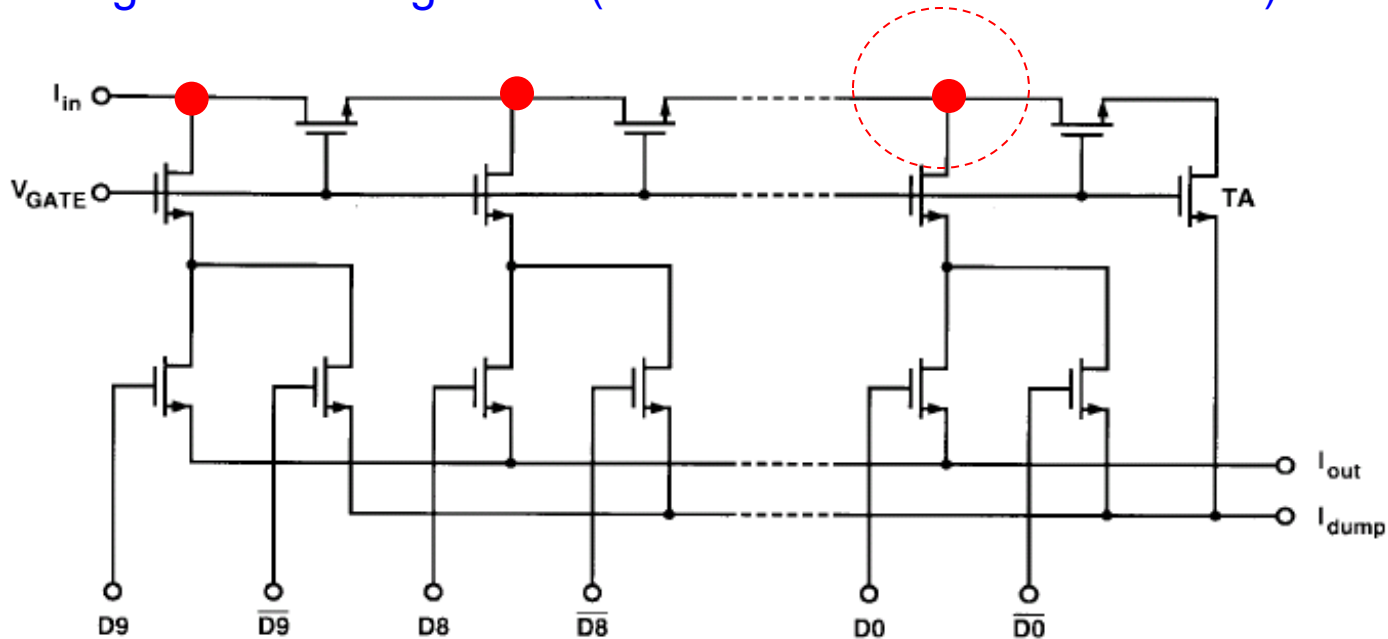 I_in
V_GATE
TA
I_out
I_dump
D9 D̅9̅ D8 D̅8̅ D0 D̅0̅